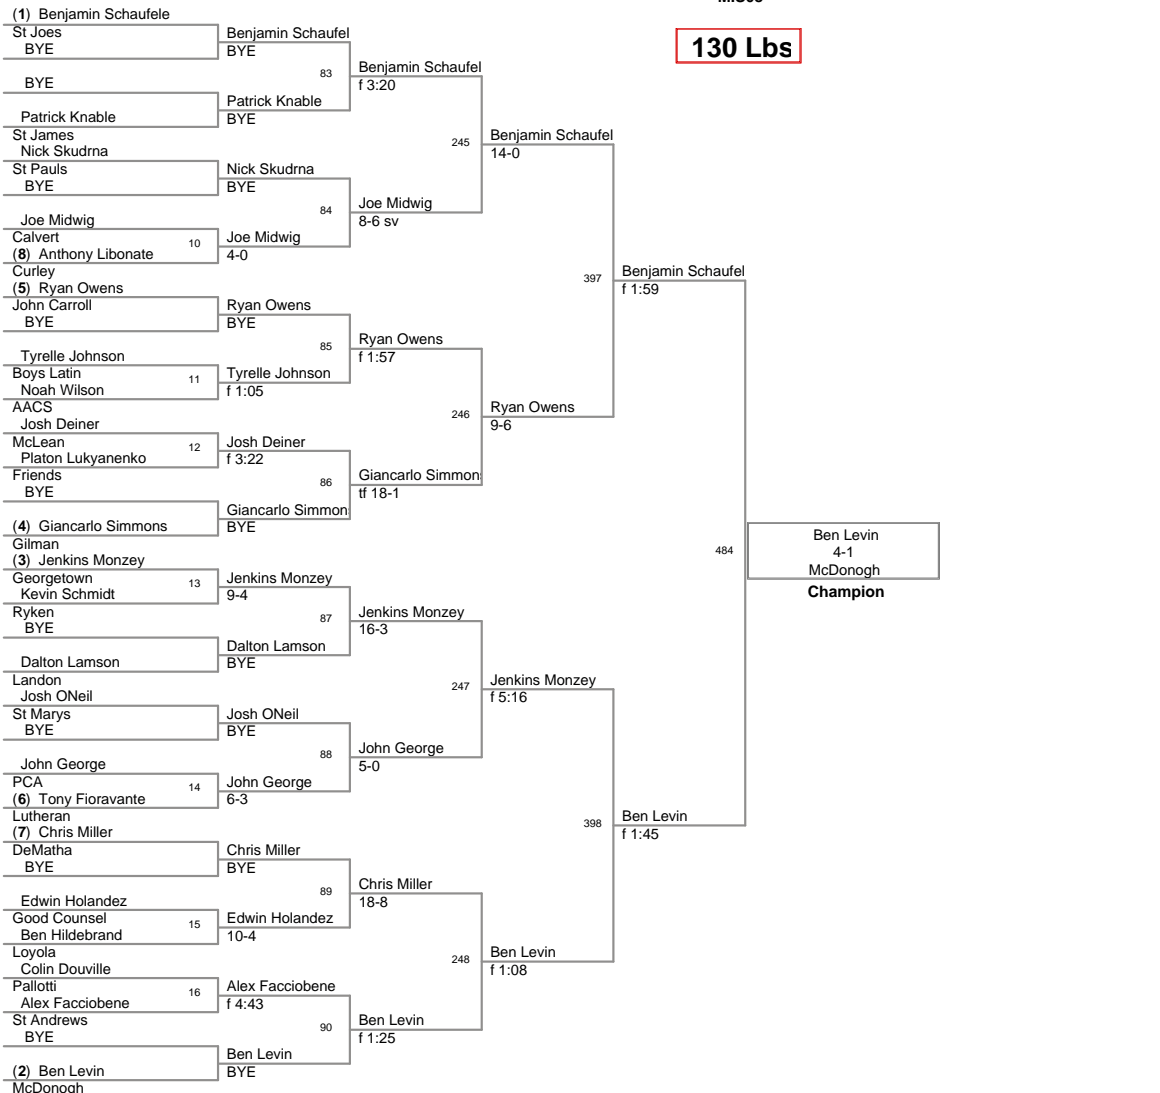 (1) Benjamin Schaufele
St Joes
BYE
BYE
Patrick Knable
St James
Nick Skudrna
St Pauls
BYE
Joe Midwig
Calvert
10
(8) Anthony Libonate
Curley
(5) Ryan Owens
John Carroll
BYE
Tyrelle Johnson
Boys Latin
11
Noah Wilson
AACS
Josh Deiner
McLean
12
Platon Lukyanenko
Friends
BYE
(4) Giancarlo Simmons
Gilman
(3) Jenkins Monzey
Georgetown
13
Kevin Schmidt
Ryken
BYE
Dalton Lamson
Landon
Josh ONeil
St Marys
BYE
John George
PCA
14
(6) Tony Fioravante
Lutheran
(7) Chris Miller
DeMatha
BYE
Edwin Holandez
Good Counsel
15
Ben Hildebrand
Loyola
Colin Douville
Pallotti
16
Alex Facciobene
St Andrews
BYE
(2) Ben Levin
McDonogh
Benjamin Schaufel
BYE
83
Patrick Knable
BYE
Nick Skudrna
BYE
84
Joe Midwig
4-0
Ryan Owens
BYE
85
Tyrelle Johnson
f 1:05
Josh Deiner
f 3:22
86
Giancarlo Simmons
BYE
Jenkins Monzey
9-4
87
Dalton Lamson
BYE
Josh ONeil
BYE
88
John George
6-3
Chris Miller
BYE
89
Edwin Holandez
10-4
Alex Facciobene
f 4:43
90
Ben Levin
BYE
Benjamin Schaufel
f 3:20
245
Joe Midwig
8-6 sv
Ryan Owens
f 1:57
246
Giancarlo Simmons
tf 18-1
Jenkins Monzey
16-3
247
John George
5-0
Chris Miller
18-8
248
Ben Levin
f 1:25
Benjamin Schaufel
14-0
397
Ryan Owens
9-6
Jenkins Monzey
f 5:16
398
Ben Levin
f 1:08
Benjamin Schaufel
f 1:59
484
Ben Levin
f 1:45
130 Lbs
Ben Levin
4-1
McDonogh
Champion